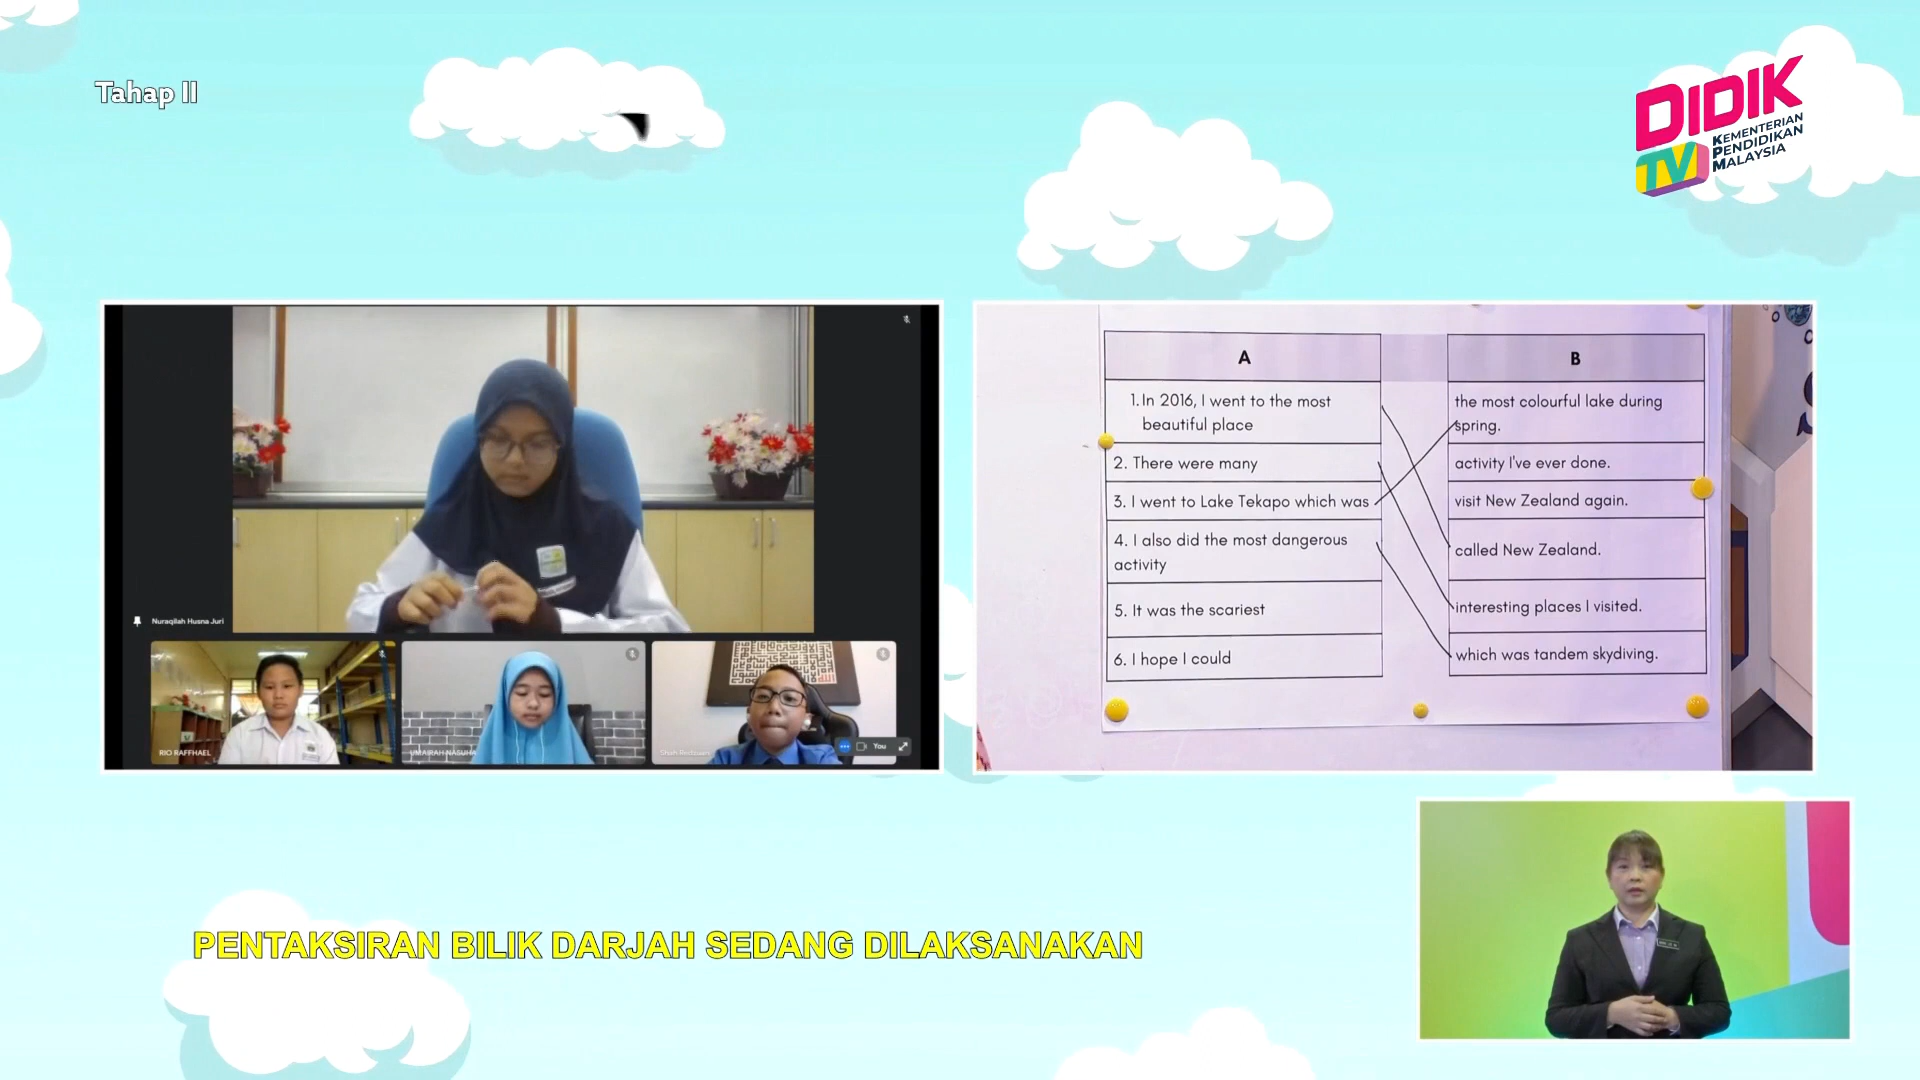 Tahap II
DIDIK
TV
KEMENTERIAN
PENDIDIKAN
MALAYSIA
Nuraqilah Husna Juri
RIO RAFFHAEL
UMAIRAH NASUHA
You
A
B
1. In 2016, I went to the most
beautiful place
the most colourful lake during
spring.
2. There were many
activity I've ever done.
3. I went to Lake Tekapo which was
visit New Zealand again.
4. I also did the most dangerous
activity
called New Zealand.
5. It was the scariest
interesting places I visited.
6. I hope I could
which was tandem skydiving.
PENTAKSIRAN BILIK DARJAH SEDANG DILAKSANAKAN